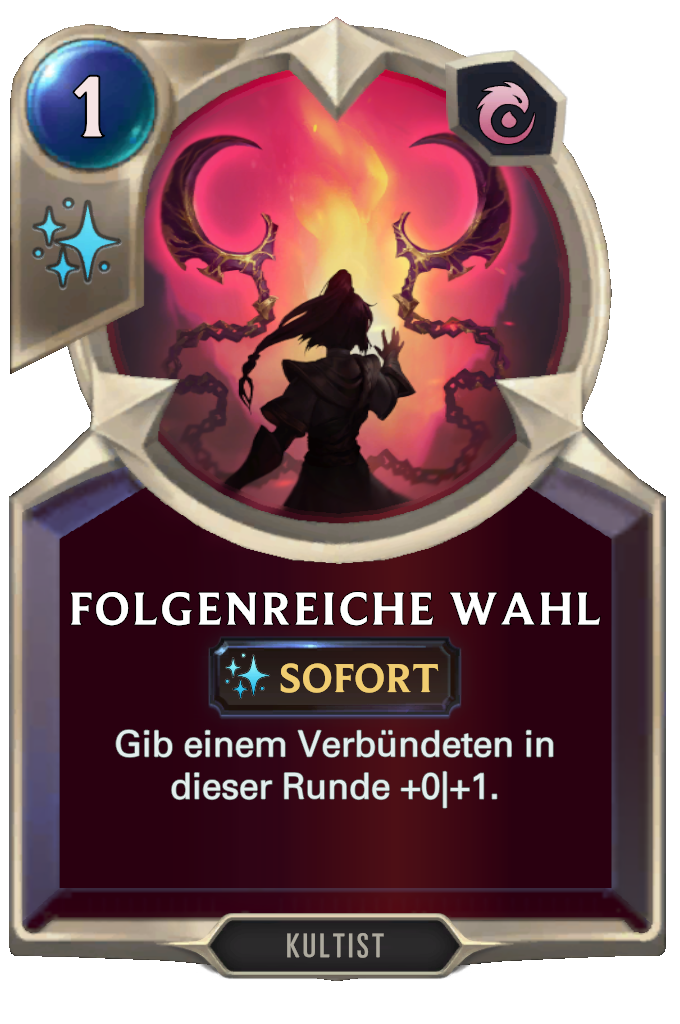 1
FOLGENREICHE WAHL
SOFORT
Gib einem Verbündeten in
dieser Runde +0|+1.
KULTIST